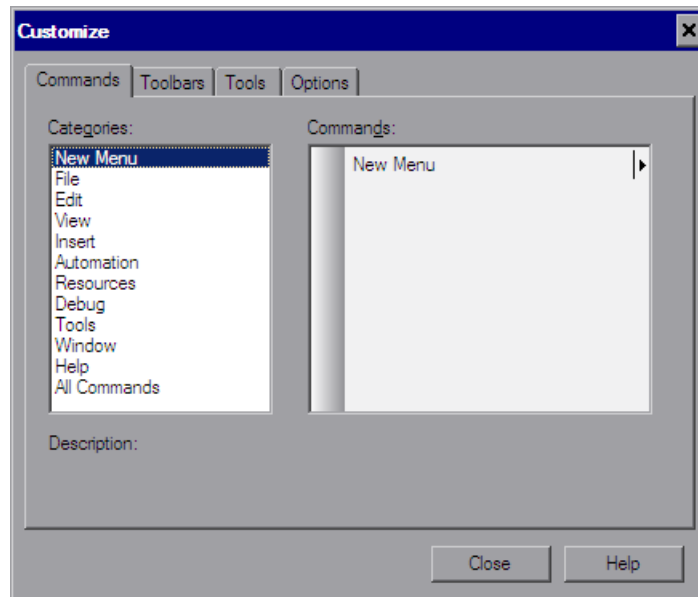 Customize
Commands Toolbars Tools Options
Categories: Commands:
New Menu New Menu
File
Edit
View
Insert
Automation
Resources
Debug
Tools
Window
Help
All Commands
Description:
Close Help